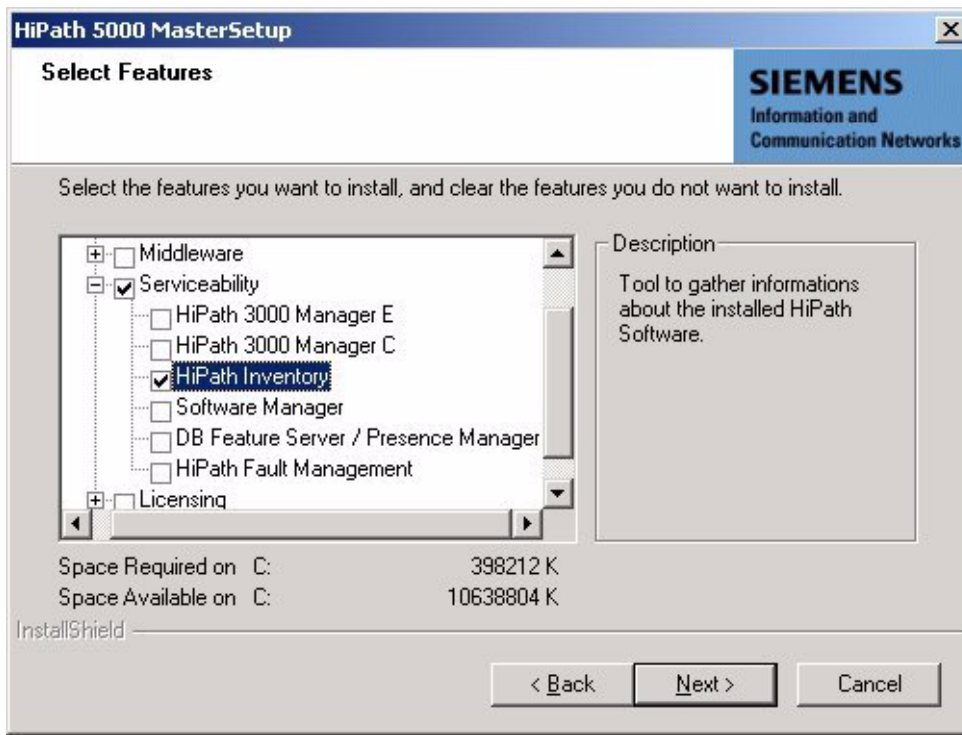 HiPath 5000 MasterSetup
Select Features
SIEMENS
Information and
Communication Networks
Select the features you want to install, and clear the features you do not want to install.
Middleware
Serviceability
HiPath 3000 Manager E
HiPath 3000 Manager C
HiPath Inventory
Software Manager
DB Feature Server / Presence Manager
HiPath Fault Management
Licensing
Description
Tool to gather informations
about the installed HiPath
Software.
Space Required on C: 398212 K
Space Available on C: 10638804 K
InstallShield
< Back Next > Cancel